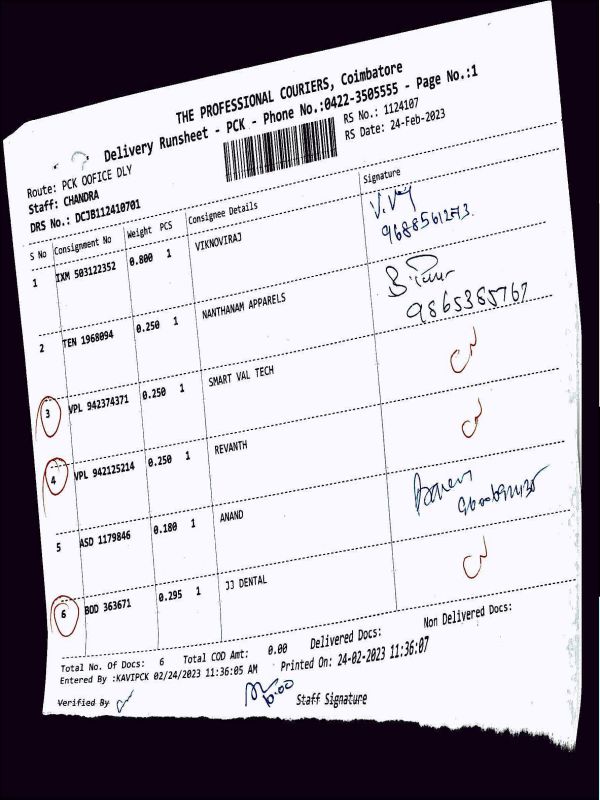 THE PROFESSIONAL COURIERS, Coimbatore
Delivery Runsheet - PCK - Phone No.:0422-3505555 - Page No.:1
Route: PCK OOFICE DLY
Staff: CHANDRA
DRS No.: DCJB112410701
RS No.: 1124107
RS Date: 24-Feb-2023
S No Consignment No Weight PCS Consignee Details Signature
1 IXM 503122352 0.800 1 VIKNOVIRAJ
9688561273.
2 TEN 1968094 0.250 1 NANTHANAM APPARELS
9865385767
3 VPL 942374371 0.250 1 SMART VAL TECH
4 VPL 942125214 0.250 1 REVANTH
5 ASD 1179846 0.180 1 ANAND
6 BOD 363671 0.295 1 JJ DENTAL
Total No. Of Docs: 6 Total COD Amt: 0.00 Delivered Docs: Non Delivered Docs:
Entered By :KAVIPCK 02/24/2023 11:36:05 AM Printed On: 24-02-2023 11:36:07
Verified By Staff Signature